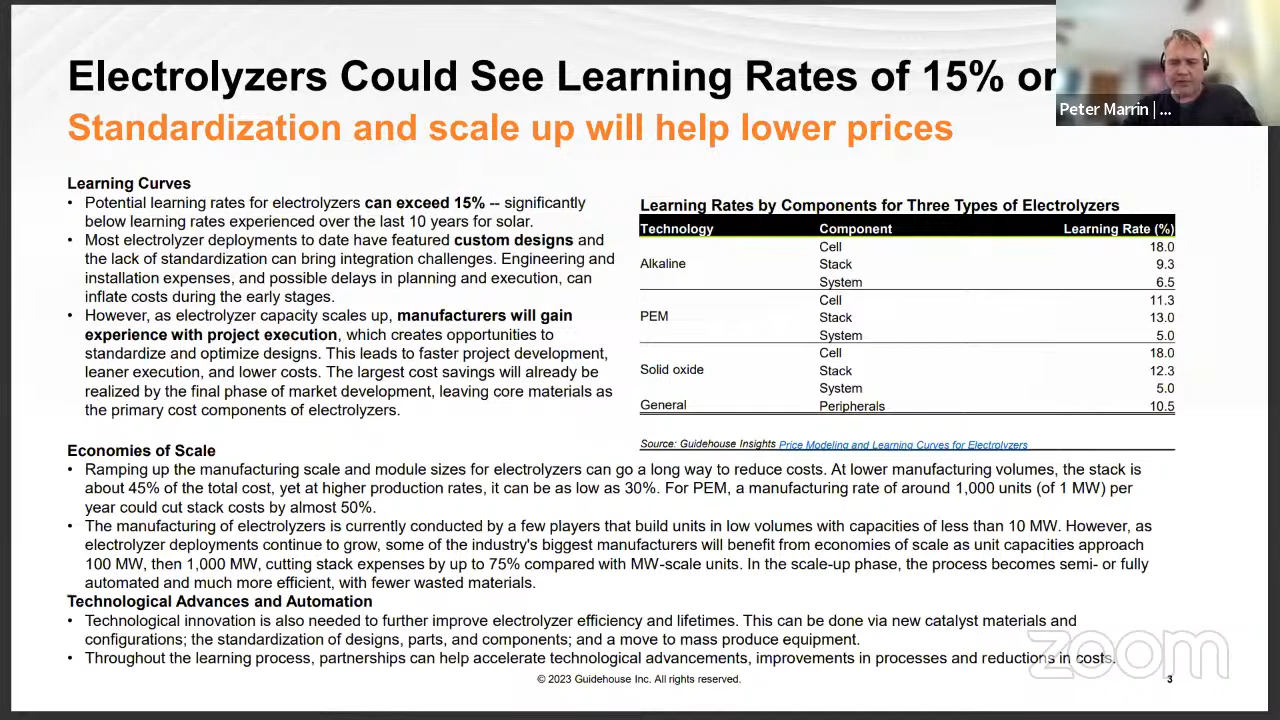 Electrolyzers Could See Learning Rates of 15% or
Standardization and scale up will help lower prices
Peter Marrin | ...
Learning Curves
• Potential learning rates for electrolyzers can exceed 15% -- significantly
below learning rates experienced over the last 10 years for solar.
• Most electrolyzer deployments to date have featured custom designs and
the lack of standardization can bring integration challenges. Engineering and
installation expenses, and possible delays in planning and execution, can
inflate costs during the early stages.
• However, as electrolyzer capacity scales up, manufacturers will gain
experience with project execution, which creates opportunities to
standardize and optimize designs. This leads to faster project development,
leaner execution, and lower costs. The largest cost savings will already be
realized by the final phase of market development, leaving core materials as
the primary cost components of electrolyzers.
Learning Rates by Components for Three Types of Electrolyzers
Technology Component Learning Rate (%)
Cell 18.0
Alkaline Stack 9.3
System 6.5
Cell 11.3
PEM Stack 13.0
System 5.0
Cell 18.0
Solid oxide Stack 12.3
System 5.0
General Peripherals 10.5
Source: Guidehouse Insights Price Modeling and Learning Curves for Electrolyzers
Economies of Scale
• Ramping up the manufacturing scale and module sizes for electrolyzers can go a long way to reduce costs. At lower manufacturing volumes, the stack is
about 45% of the total cost, yet at higher production rates, it can be as low as 30%. For PEM, a manufacturing rate of around 1,000 units (of 1 MW) per
year could cut stack costs by almost 50%.
• The manufacturing of electrolyzers is currently conducted by a few players that build units in low volumes with capacities of less than 10 MW. However, as
electrolyzer deployments continue to grow, some of the industry's biggest manufacturers will benefit from economies of scale as unit capacities approach
100 MW, then 1,000 MW, cutting stack expenses by up to 75% compared with MW-scale units. In the scale-up phase, the process becomes semi- or fully
automated and much more efficient, with fewer wasted materials.
Technological Advances and Automation
• Technological innovation is also needed to further improve electrolyzer efficiency and lifetimes. This can be done via new catalyst materials and
configurations; the standardization of designs, parts, and components; and a move to mass produce equipment.
• Throughout the learning process, partnerships can help accelerate technological advancements, improvements in processes and reductions in costs.
zoom
© 2023 Guidehouse Inc. All rights reserved.
3